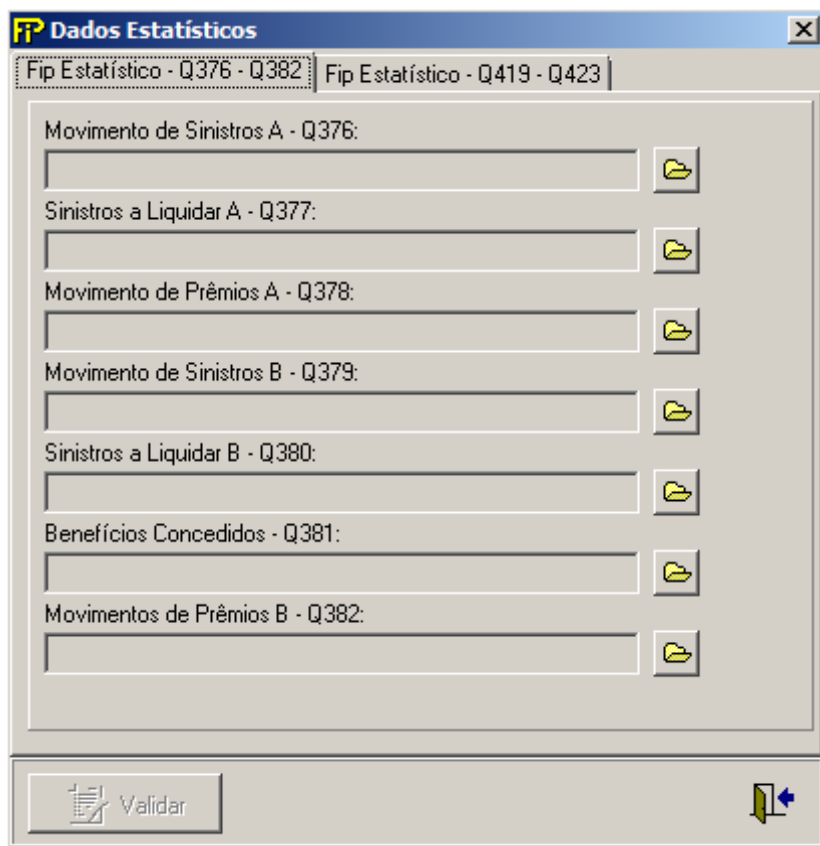 FiP Dados Estatísticos
Fip Estatístico - Q376 - Q382 Fip Estatístico - Q419 - Q423
Movimento de Sinistros A - Q376:
Sinistros a Liquidar A - Q377:
Movimento de Prêmios A - Q378:
Movimento de Sinistros B - Q379:
Sinistros a Liquidar B - Q380:
Benefícios Concedidos - Q381:
Movimentos de Prêmios B - Q382:
Validar